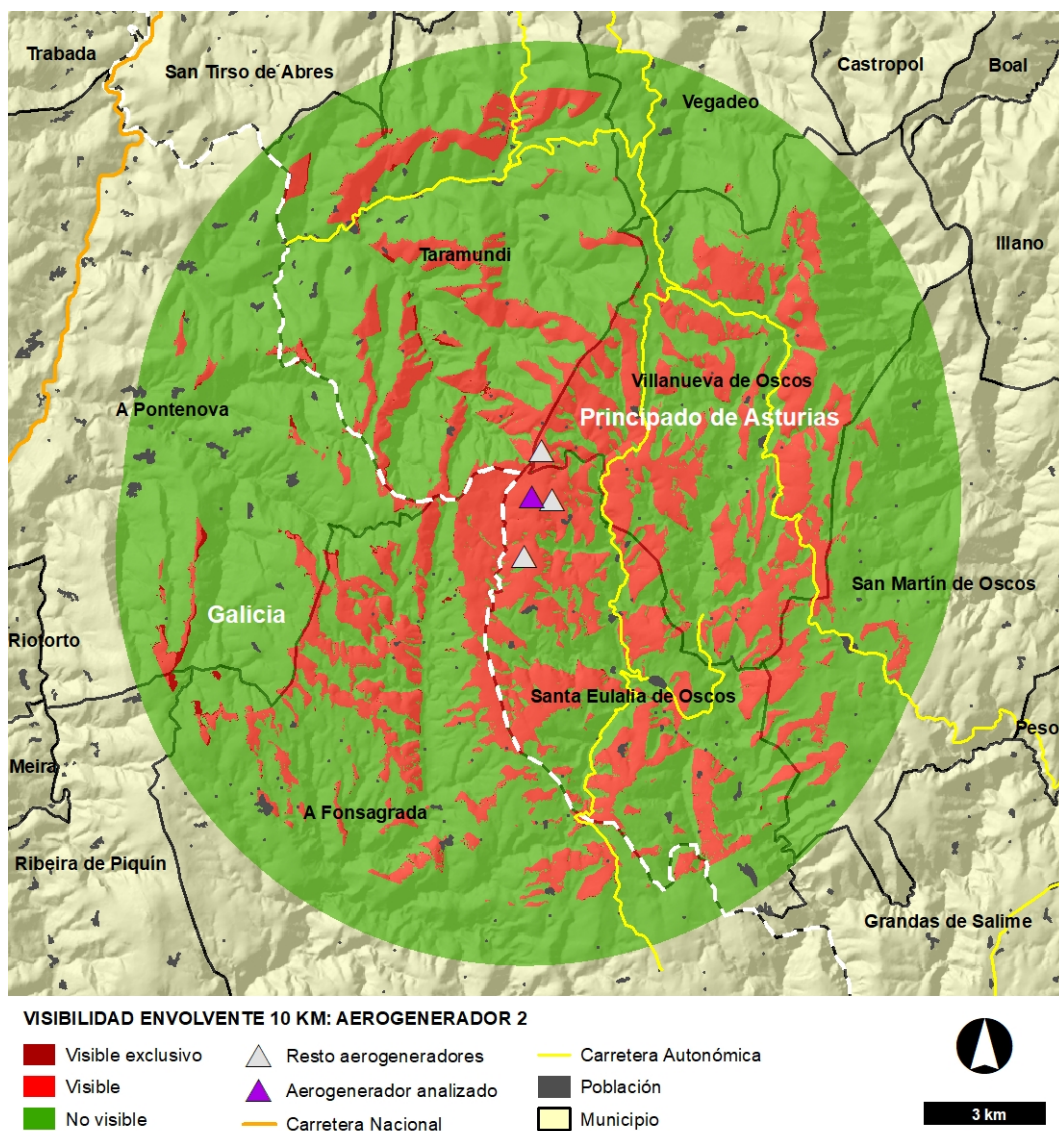 Trabada
San Tirso de Abres
Castropol
Boal
Vegadeo
Illano
Taramundi
Villanueva de Oscos
A Pontenova
Principado de Asturias
San Martín de Oscos
Galicia
Riotorto
Santa Eulalia de Oscos
Peso
Meira
A Fonsagrada
Ribeira de Piquín
Grandas de Salime
VISIBILIDAD ENVOLVENTE 10 KM: AEROGENERADOR 2
Visible exclusivo
Visible
No visible
Resto aerogeneradores
Aerogenerador analizado
Carretera Nacional
Carretera Autonómica
Población
Municipio
3 km